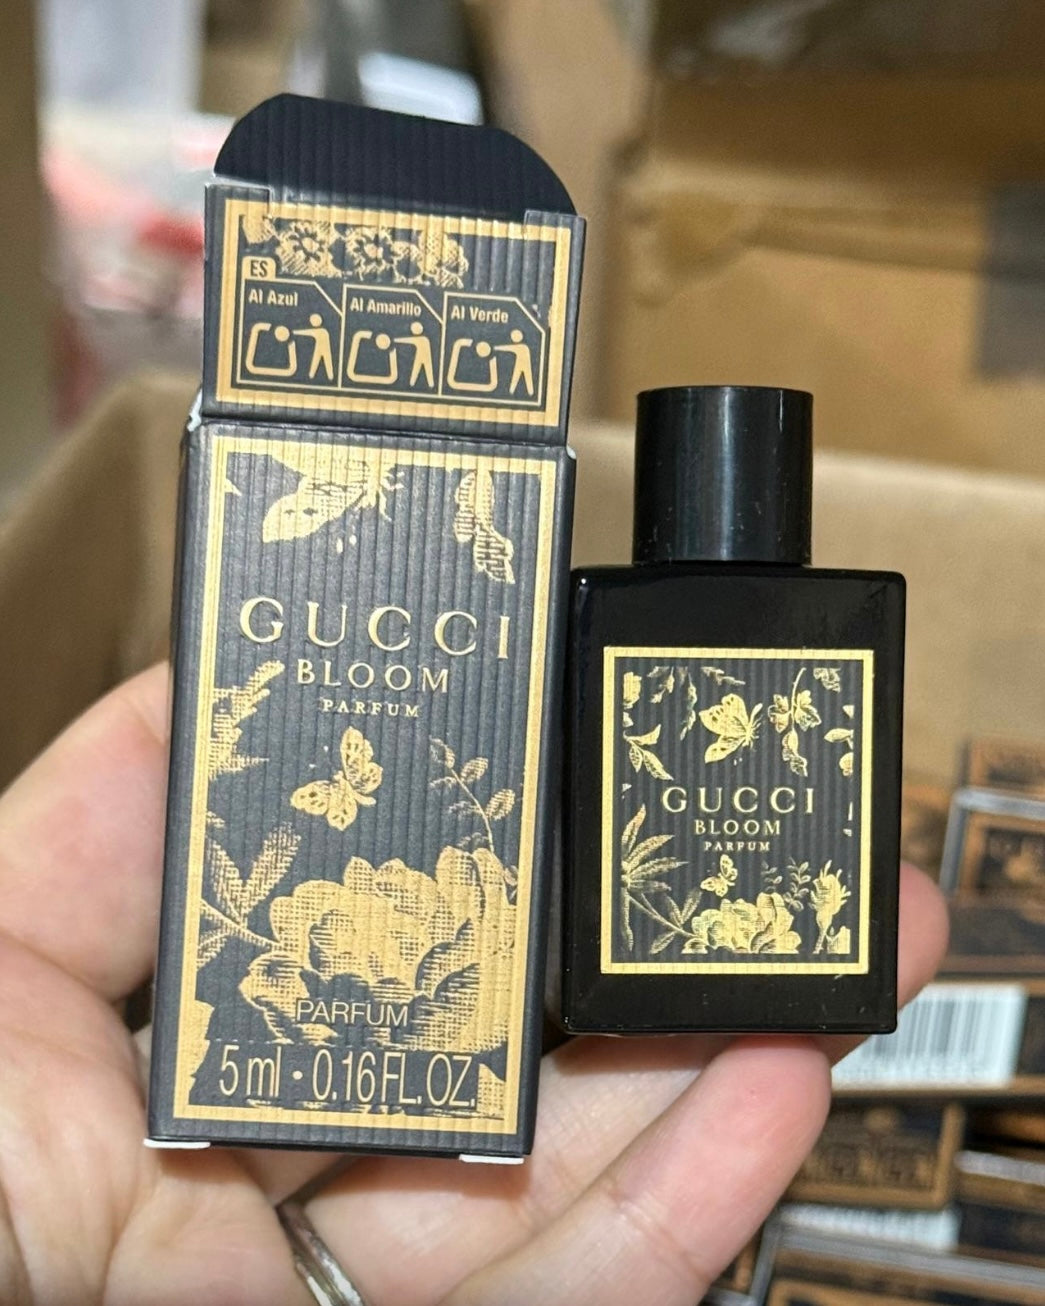 ES
Al Azul
Al Amarillo
Al Verde
GUCCI
BLOOM
PARFUM
PARFUM
5 ml · 0.16 FL. OZ.
GUCCI
BLOOM
PARFUM